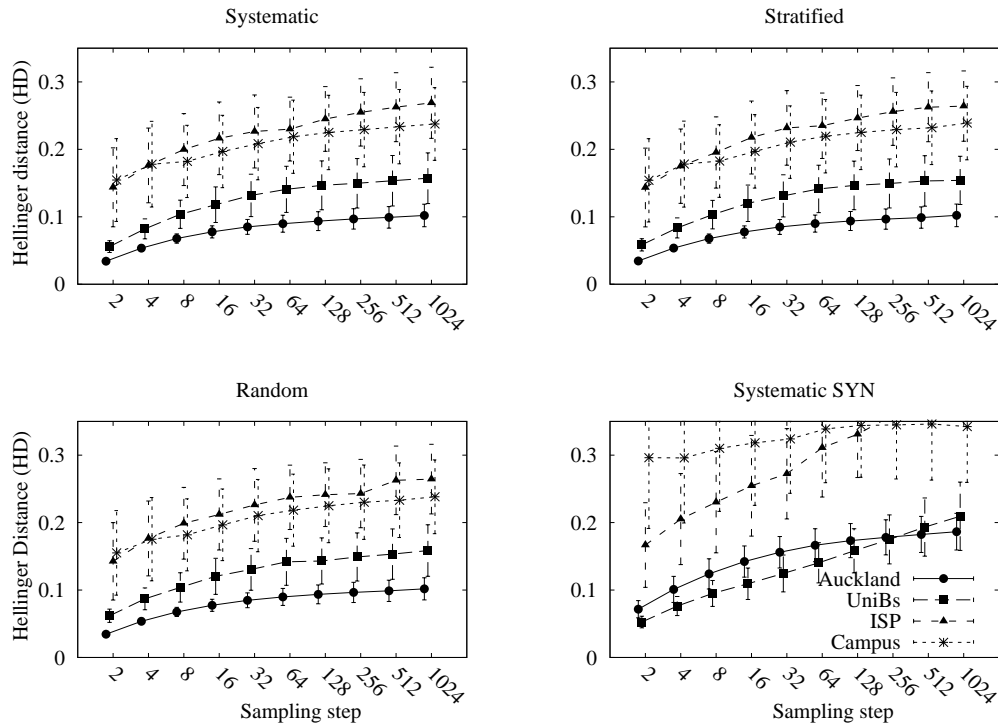 Systematic
Hellinger distance (HD)
0.3
0.2
0.1
0
2 4 8 16 32 64 128 256 512 1024
Stratified
0.3
0.2
0.1
0
2 4 8 16 32 64 128 256 512 1024
Random
Hellinger Distance (HD)
0.3
0.2
0.1
0
2 4 8 16 32 64 128 256 512 1024
Sampling step
Systematic SYN
0.3
0.2
0.1
0
Auckland
UniBs
ISP
Campus
2 4 8 16 32 64 128 256 512 1024
Sampling step